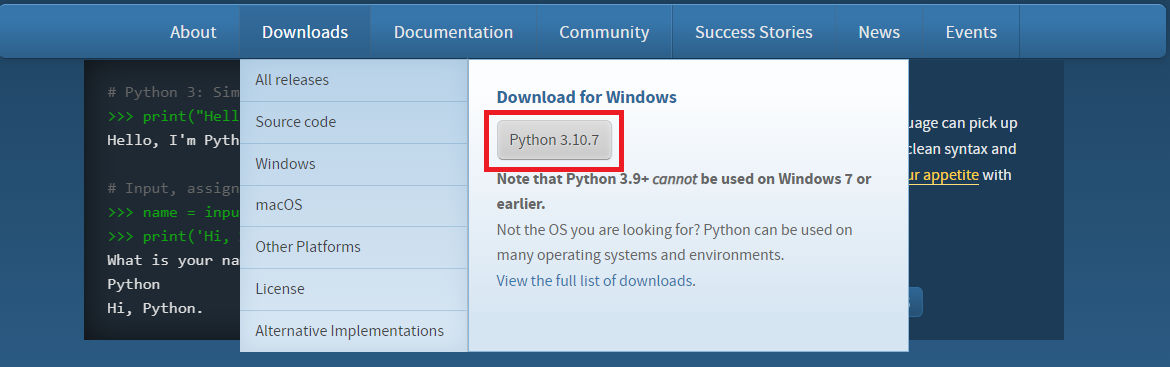 About Downloads Documentation Community Success Stories News Events
All releases
Source code
Windows
macOS
Other Platforms
License
Alternative Implementations
Download for Windows
Python 3.10.7
Note that Python 3.9+ cannot be used on Windows 7 or
earlier.
Not the OS you are looking for? Python can be used on
many operating systems and environments.
View the full list of downloads.
# Python 3: Sim
>>> print("Hell
Hello, I'm Pyth
# Input, assign
>>> name = inpu
>>> print('Hi,
What is your na
Python
Hi, Python.
uage can pick up
clean syntax and
ur appetite with